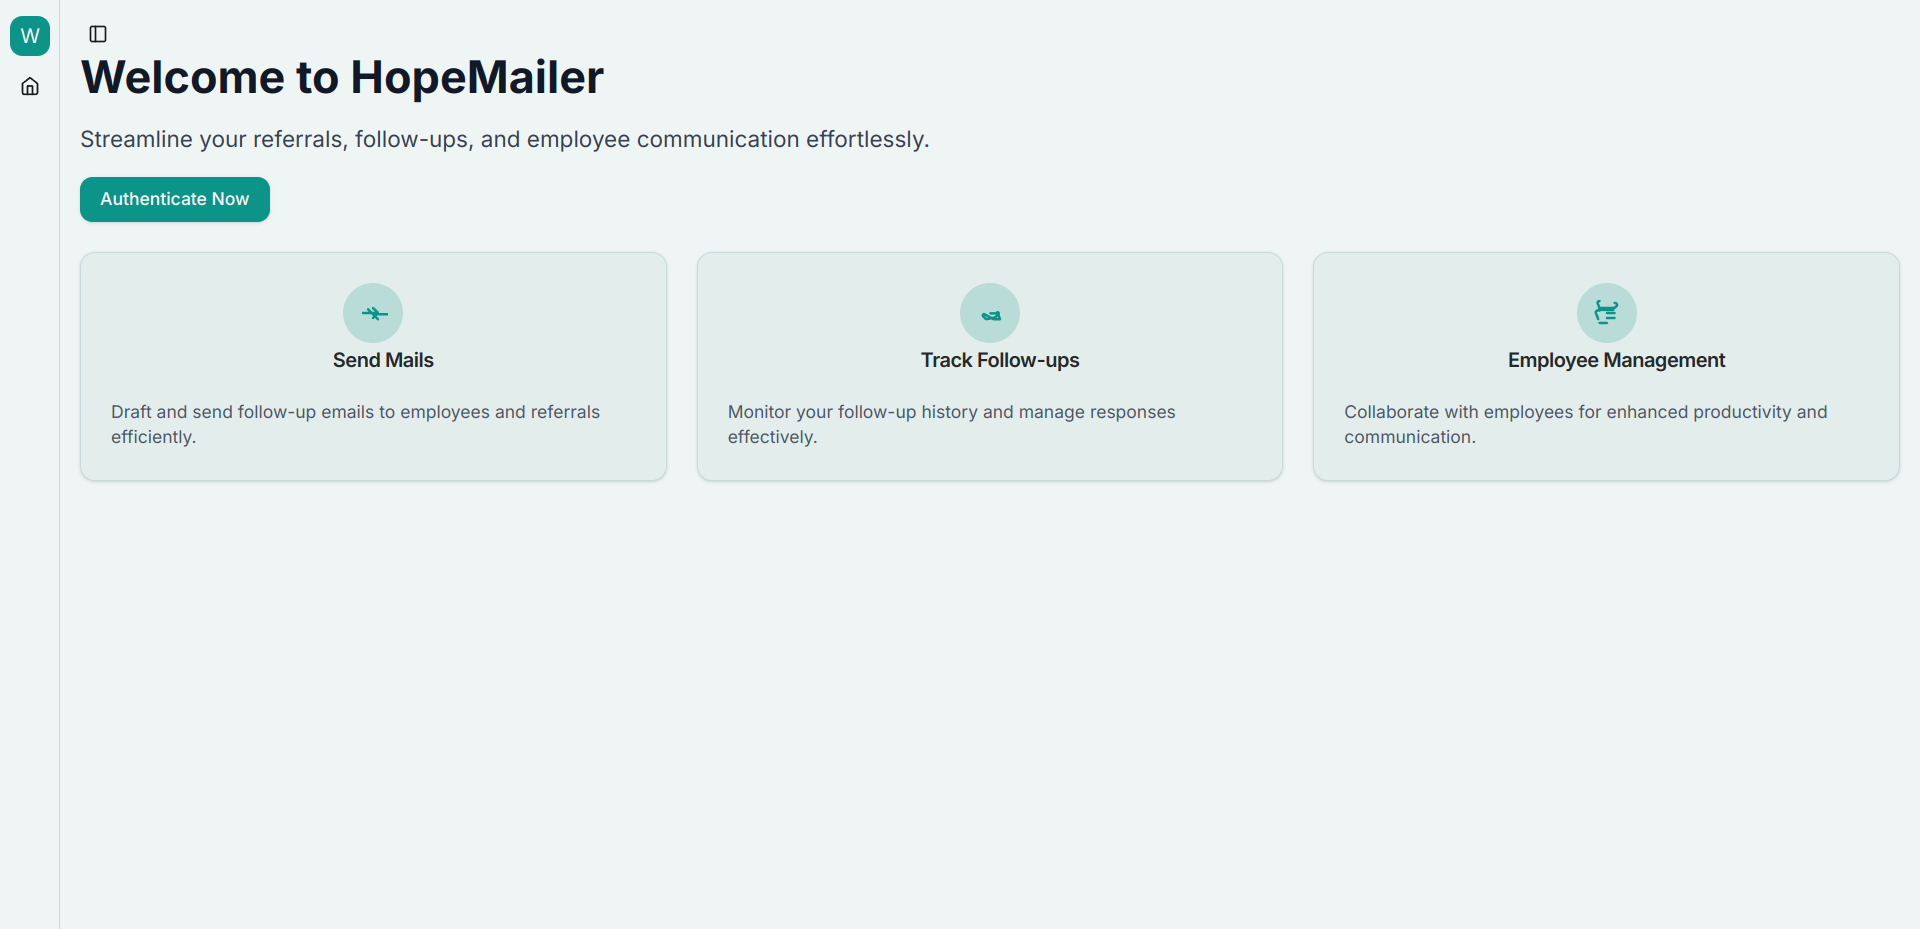 W
Welcome to HopeMailer
Streamline your referrals, follow-ups, and employee communication effortlessly.
Authenticate Now
Send Mails
Draft and send follow-up emails to employees and referrals
efficiently.
Track Follow-ups
Monitor your follow-up history and manage responses
effectively.
Employee Management
Collaborate with employees for enhanced productivity and
communication.